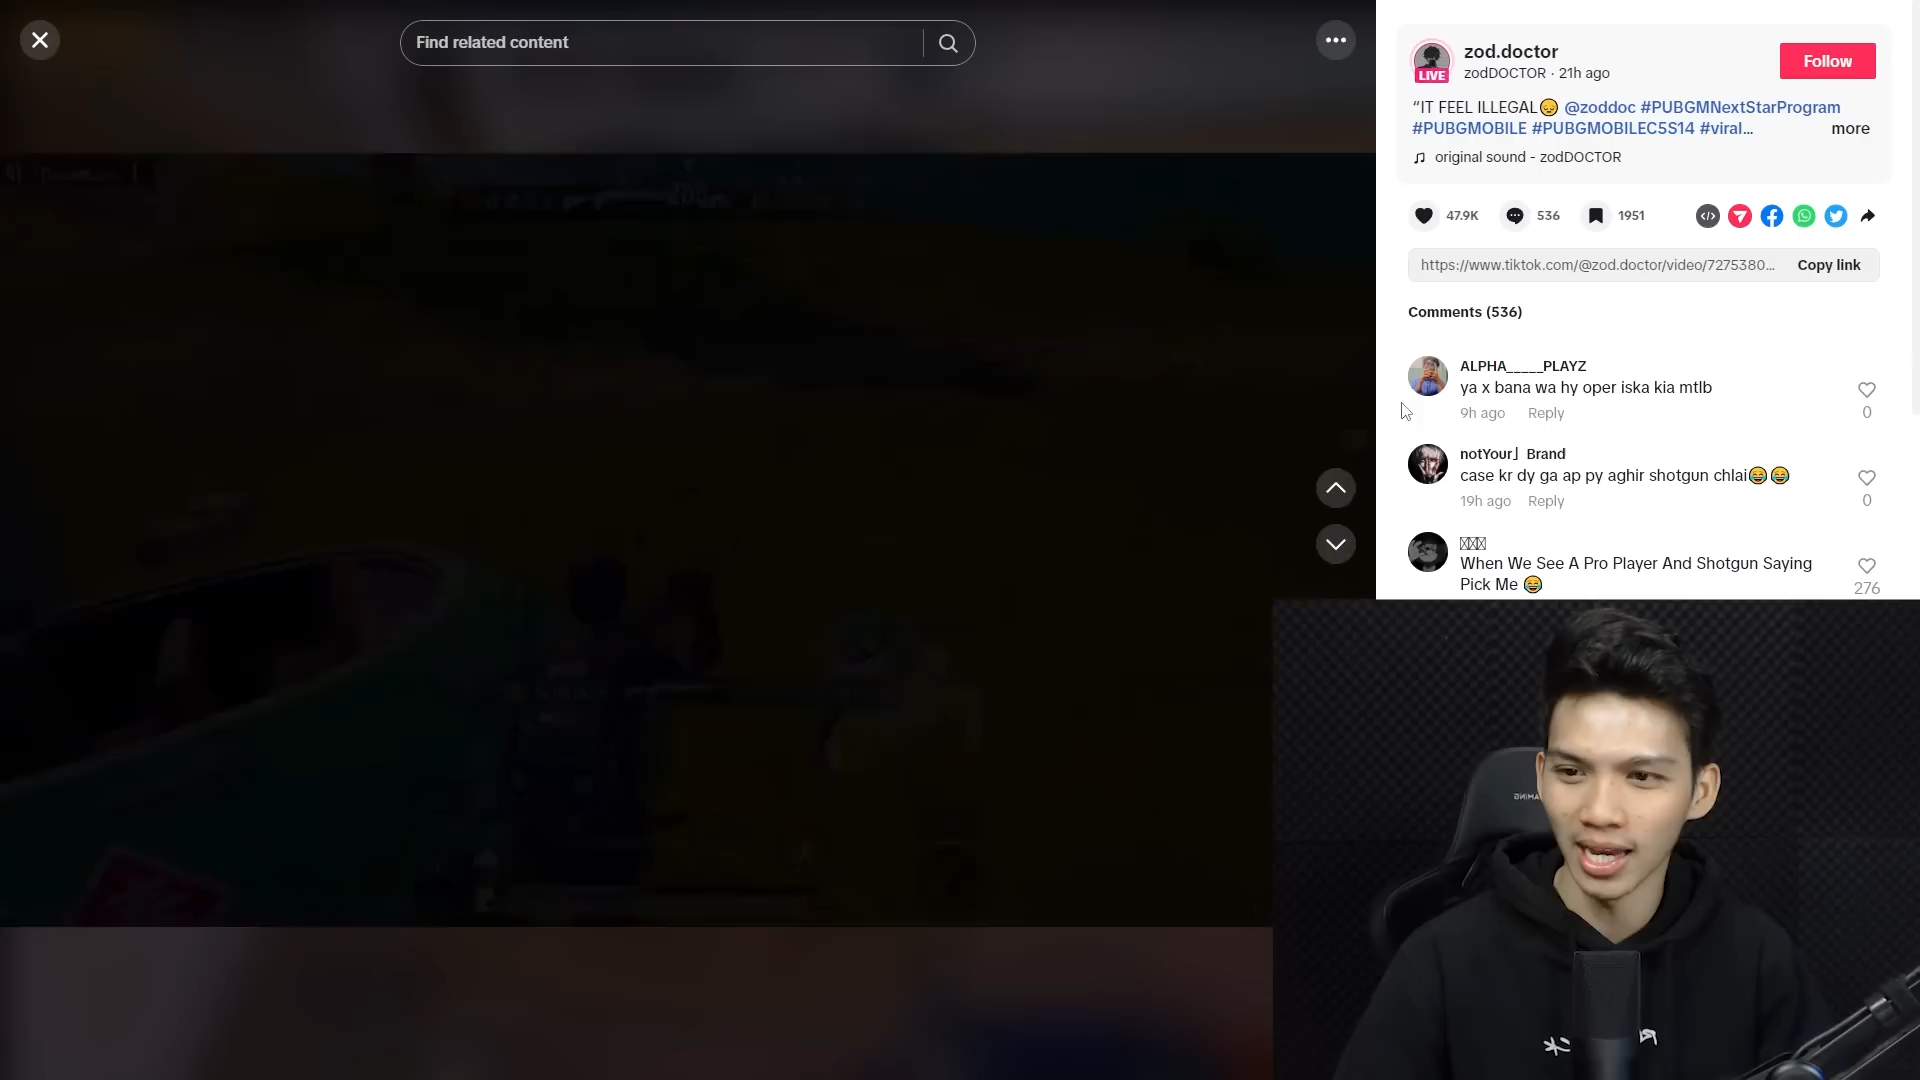 Find related content
LIVE
zod.doctor
zodDOCTOR · 21h ago
Follow
“IT FEEL ILLEGAL😔 @zoddoc #PUBGMNextStarProgram
#PUBGMOBILE #PUBGMOBILEC5S14 #viral...
more
original sound - zodDOCTOR
47.9K
536
1951
https://www.tiktok.com/@zod.doctor/video/7275380...
Copy link
Comments (536)
ALPHA_____PLAYZ
ya x bana wa hy oper iska kia mtlb
9h ago Reply
0
notYour」Brand
case kr dy ga ap py aghir shotgun chlai😂😂
19h ago Reply
0
When We See A Pro Player And Shotgun Saying
Pick Me 😂
276